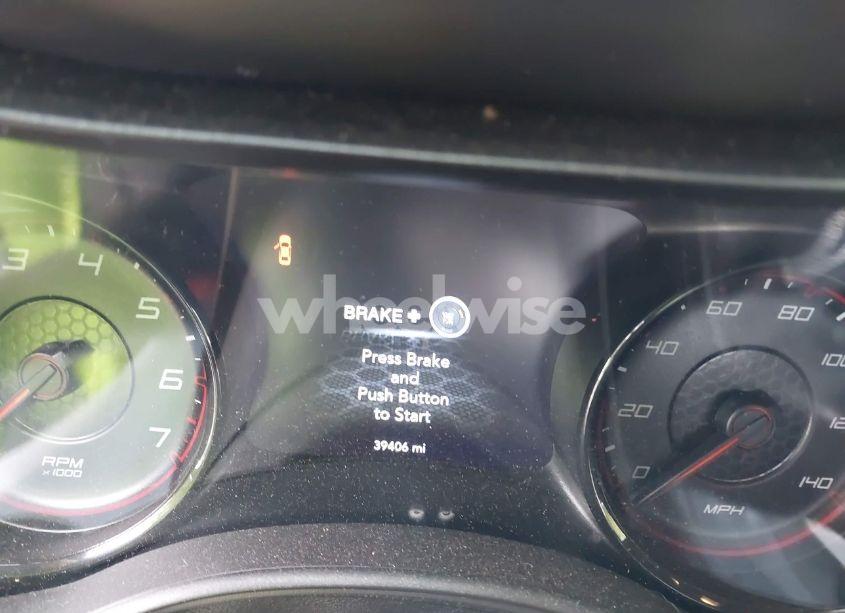 3 4 5 6 7
RPM
x1000
BRAKE +
Press Brake
and
Push Button
to Start
39406 mi
0 20 40 60 80 100 140
MPH
wheelwise